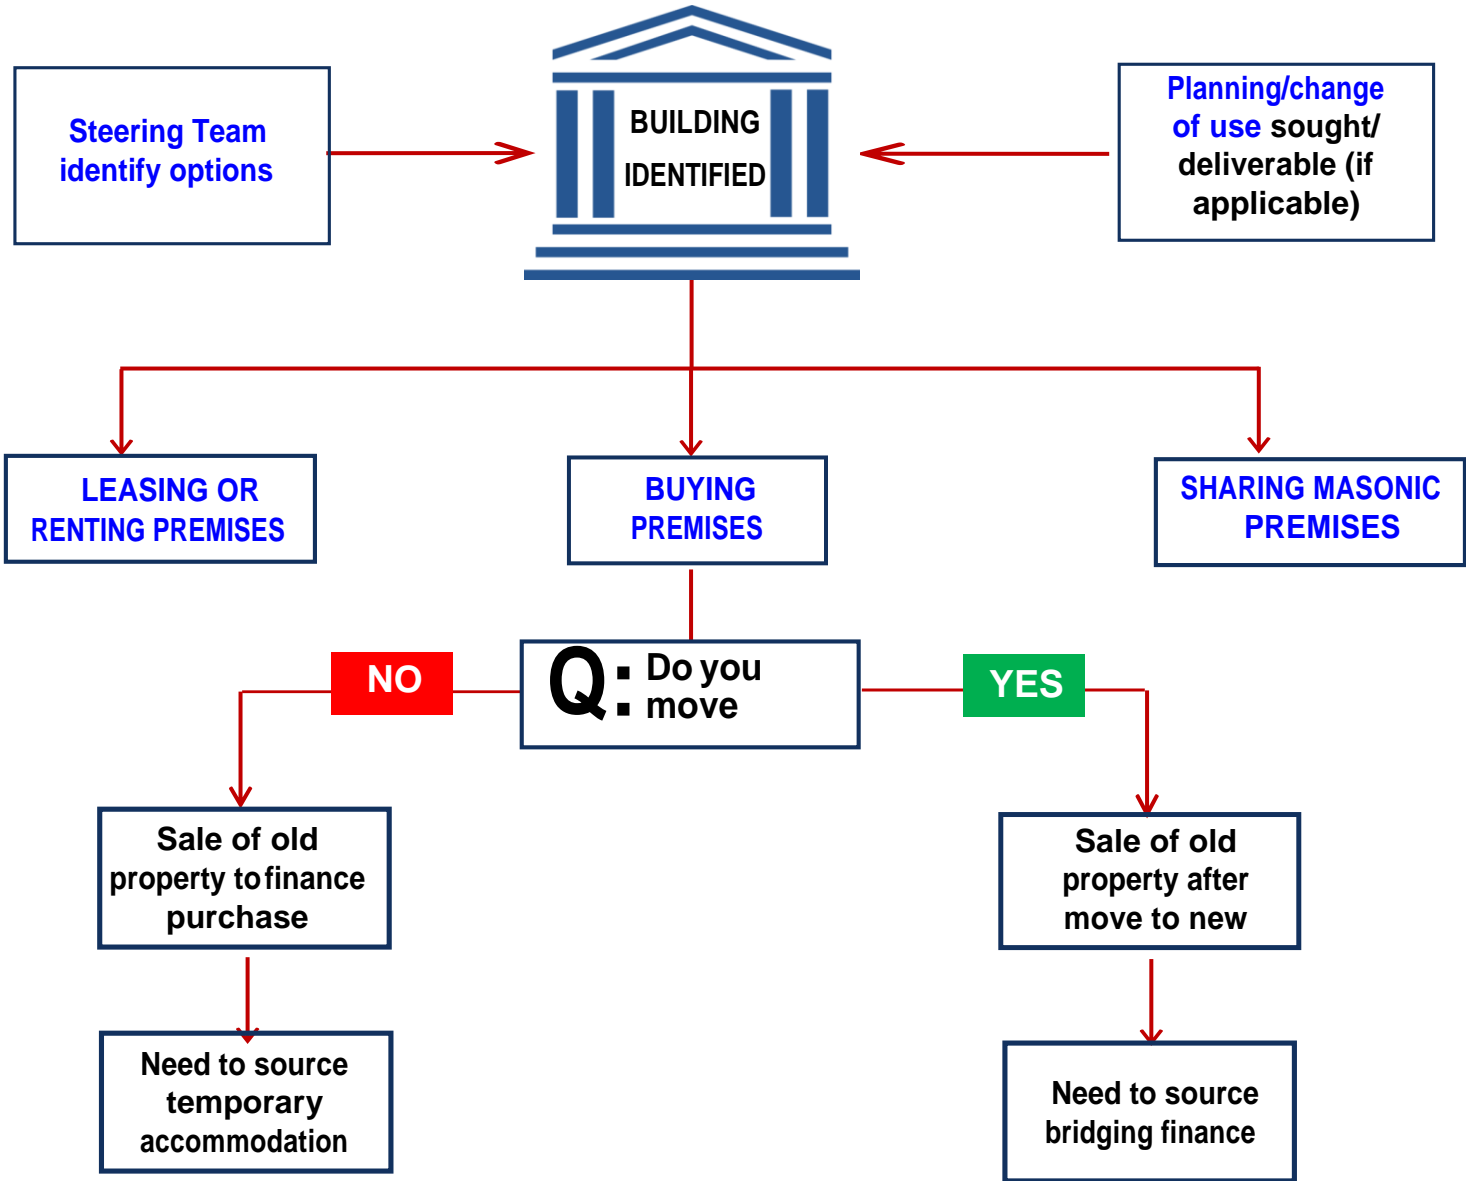 Steering Team
identify options
BUILDING
IDENTIFIED
Planning/change
of use sought/
deliverable (if
applicable)
LEASING OR
RENTING PREMISES
BUYING
PREMISES
SHARING MASONIC
PREMISES
NO
Q: Do you
move
YES
Sale of old
property to finance
purchase
Sale of old
property after
move to new
Need to source
temporary
accommodation
Need to source
bridging finance